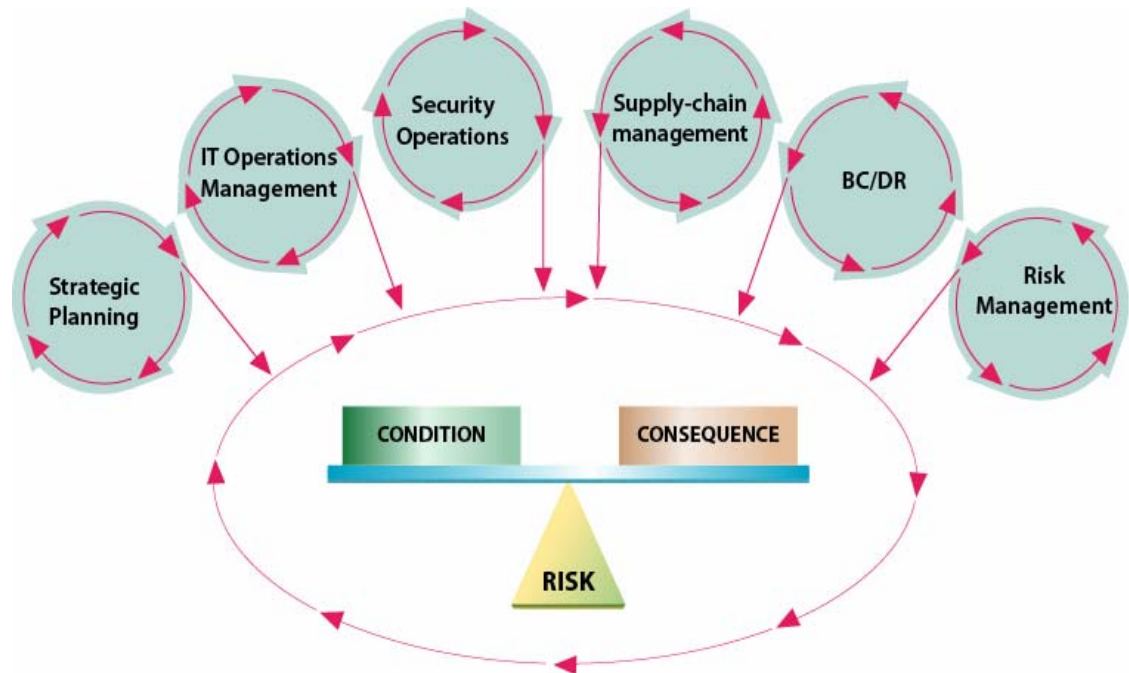 Strategic
Planning
IT Operations
Management
Security
Operations
Supply-chain
management
BC/DR
Risk
Management
CONDITION
CONSEQUENCE
RISK